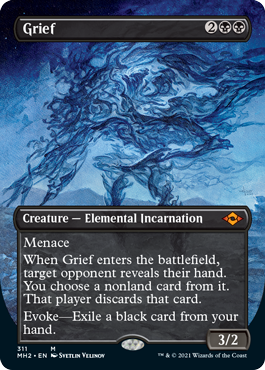 Grief 2
Creature — Elemental Incarnation
Menace
When Grief enters the battlefield,
target opponent reveals their hand.
You choose a nonland card from it.
That player discards that card.
Evoke—Exile a black card from your
hand.
3/2
311 M
MH2 • EN Svetlin Velinov ™ & © 2021 Wizards of the Coast